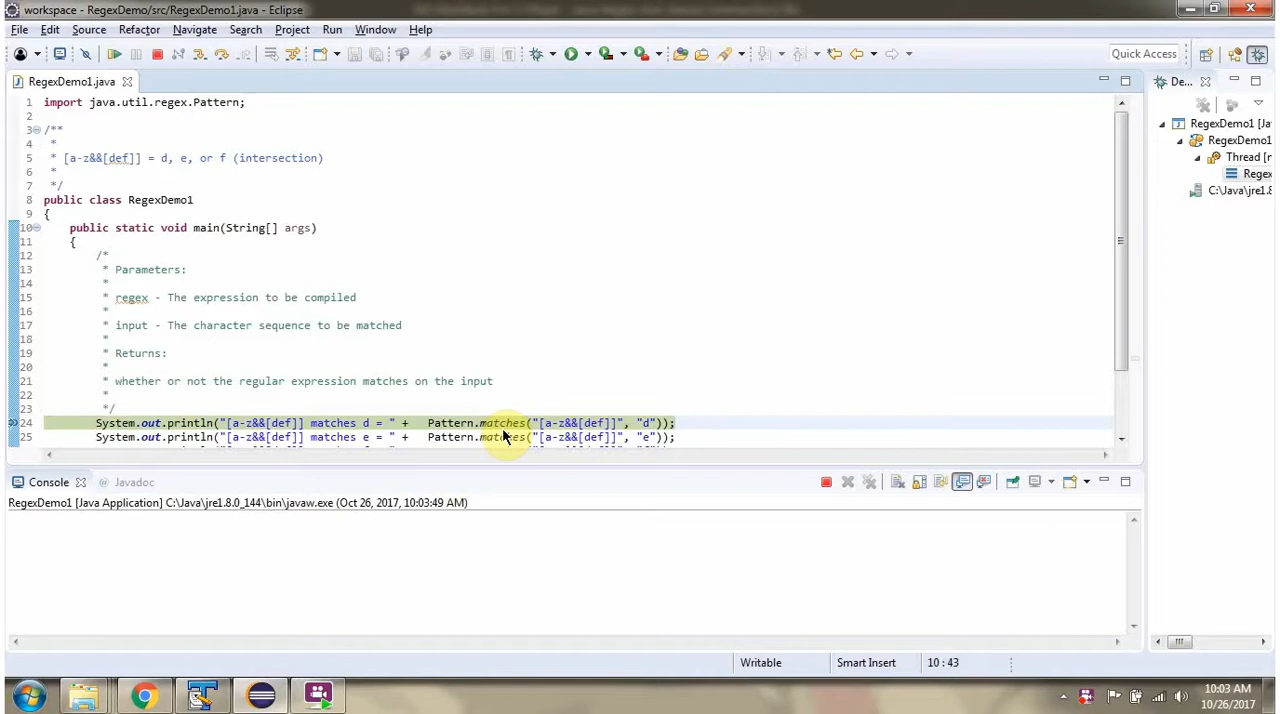 workspace - RegexDemo/src/RegexDemo1.java - Eclipse
File Edit Source Refactor Navigate Search Project Run Window Help
Quick Access
RegexDemo1.java
De...
1 import java.util.regex.Pattern;
2
3 /**
4 *
5 * [a-z&&[def]] = d, e, or f (intersection)
6 *
7 */
8 public class RegexDemo1
9 {
10 public static void main(String[] args)
11 {
12 /*
13 * Parameters:
14 *
15 * regex - The expression to be compiled
16 *
17 * input - The character sequence to be matched
18 *
19 * Returns:
20 *
21 * whether or not the regular expression matches on the input
22 *
23 */
24 System.out.println("[a-z&&[def]] matches d = " + Pattern.matches("[a-z&&[def]]", "d"));
25 System.out.println("[a-z&&[def]] matches e = " + Pattern.matches("[a-z&&[def]]", "e"));
RegexDemo1 [Ja
RegexDemo1
Thread [n
Regex
C:\Java\jre1.8
Console Javadoc
RegexDemo1 [Java Application] C:\Java\jre1.8.0_144\bin\javaw.exe (Oct 26, 2017, 10:03:49 AM)
Writable Smart Insert 10 : 43
10:03 AM
10/26/2017